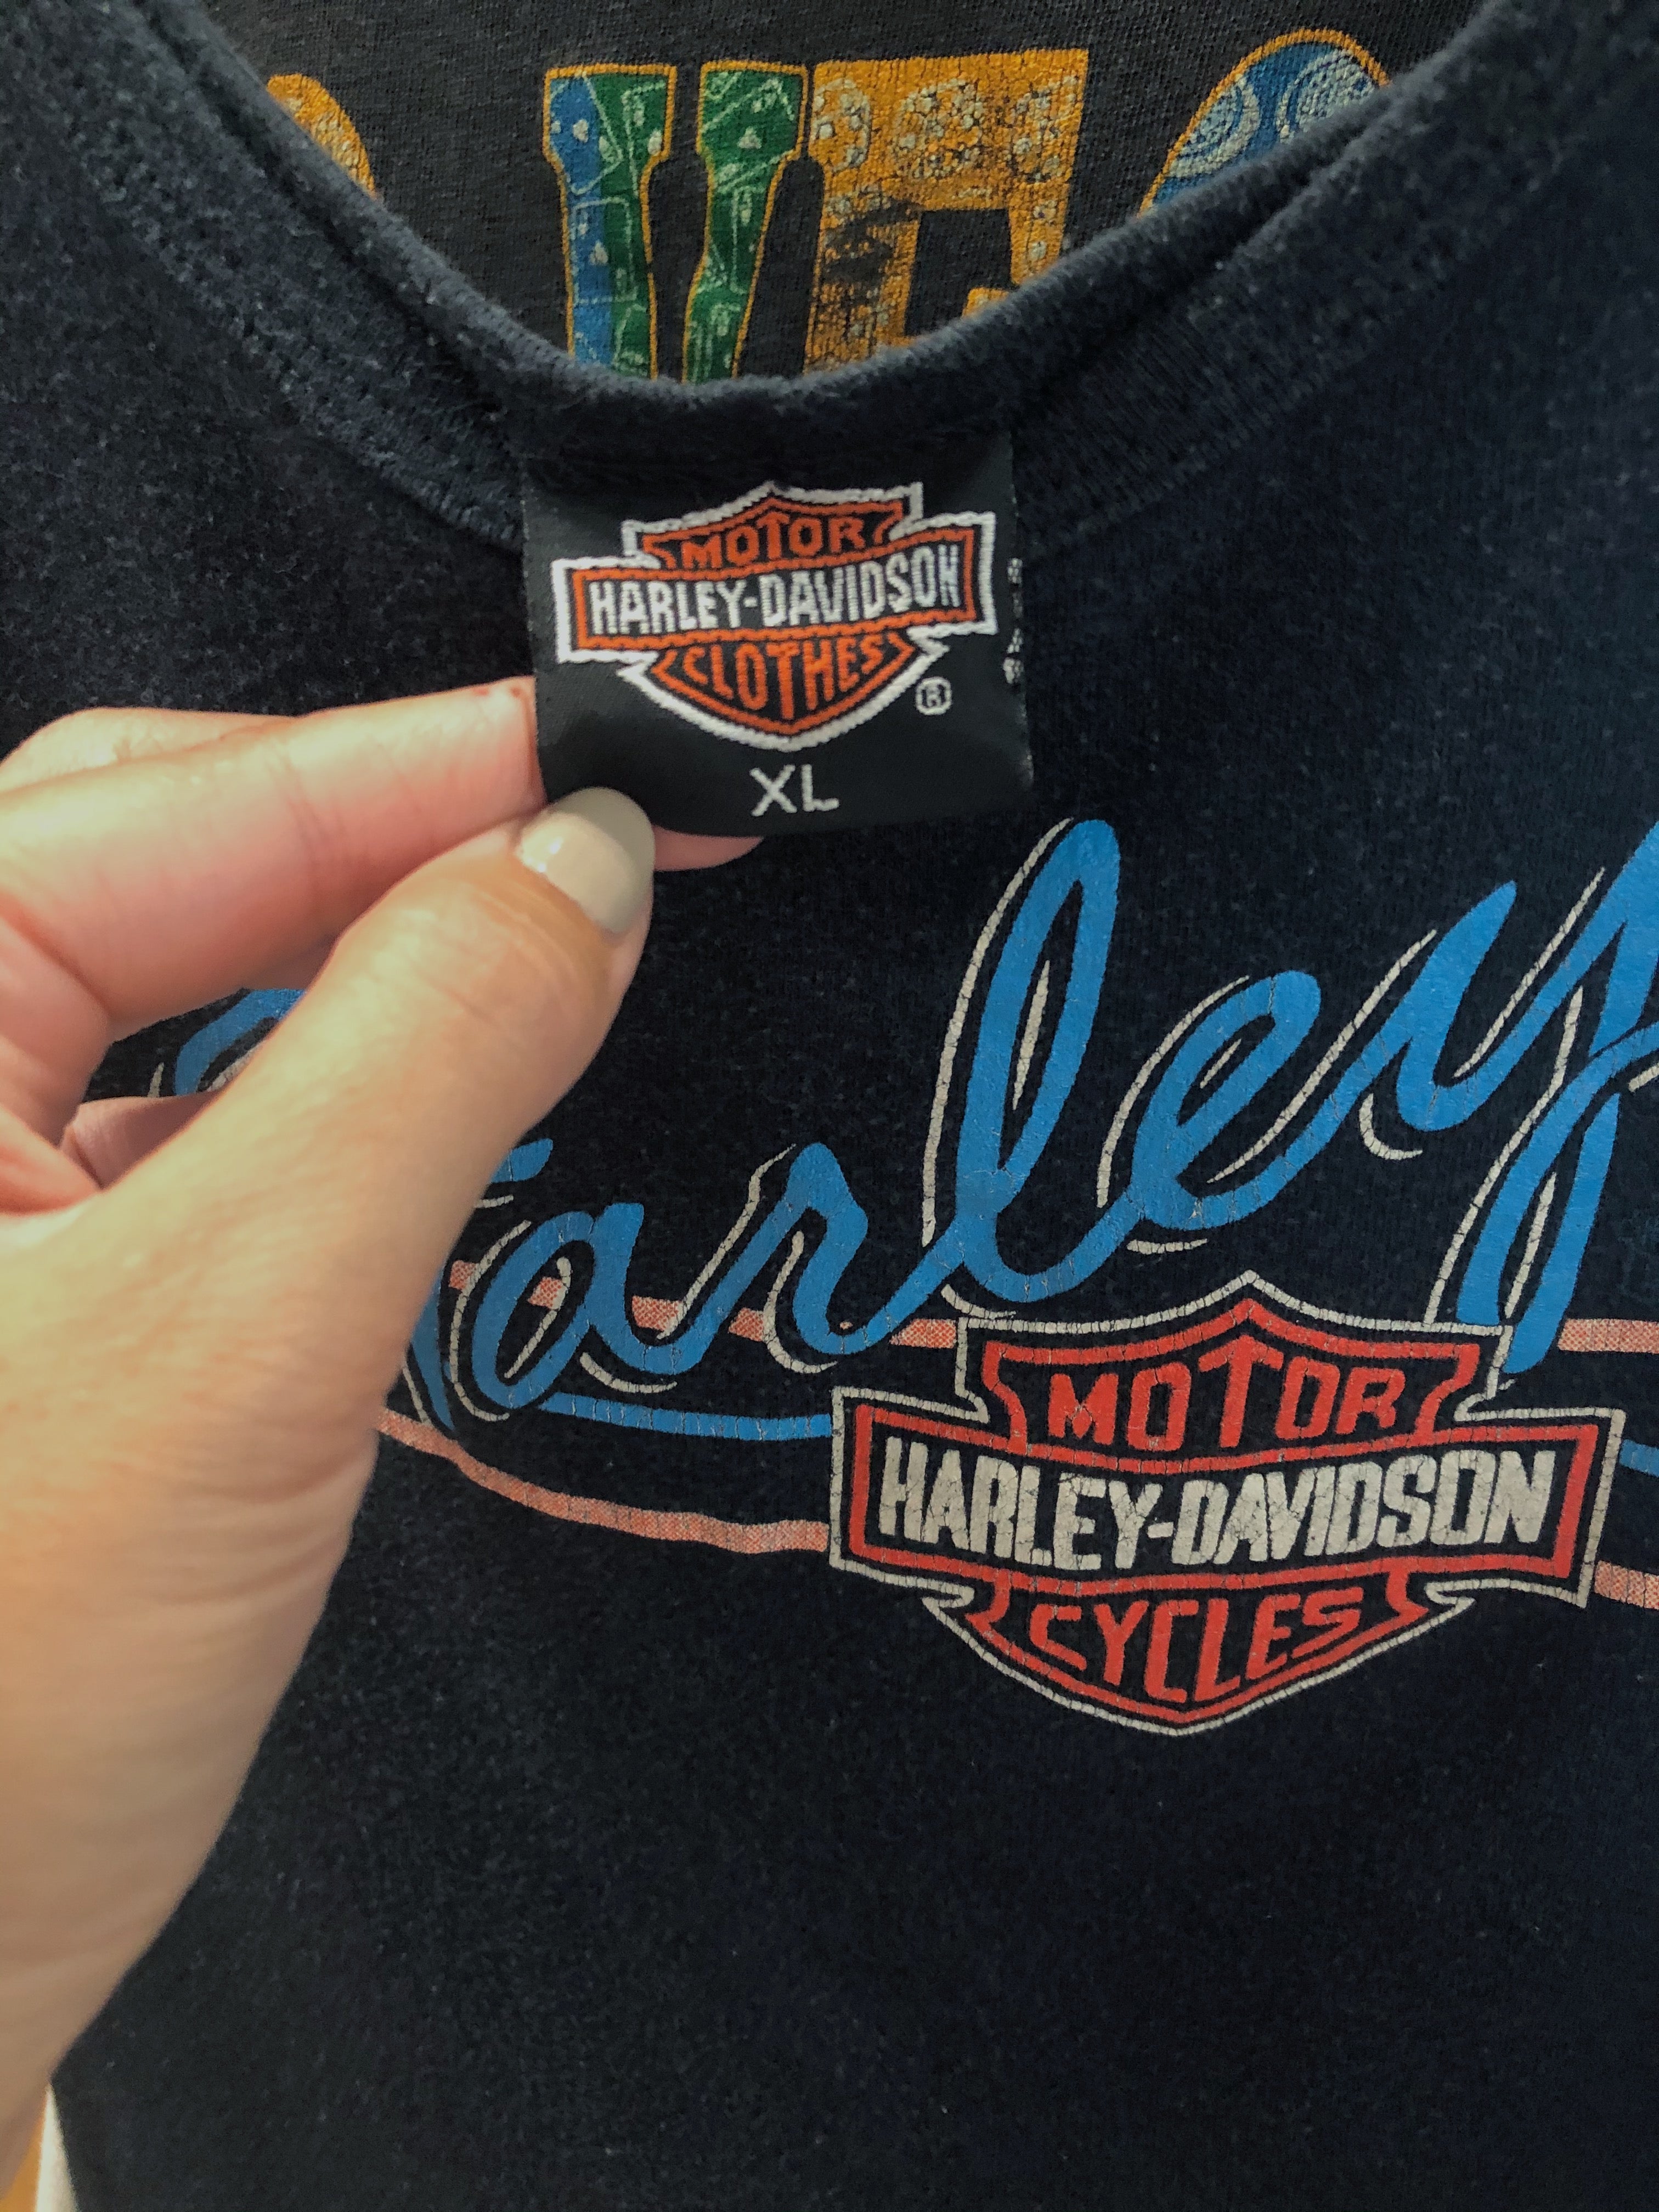 MOTOR
HARLEY-DAVIDSON
CLOTHES
®
XL
Harley
MOTOR
HARLEY-DAVIDSON
CYCLES